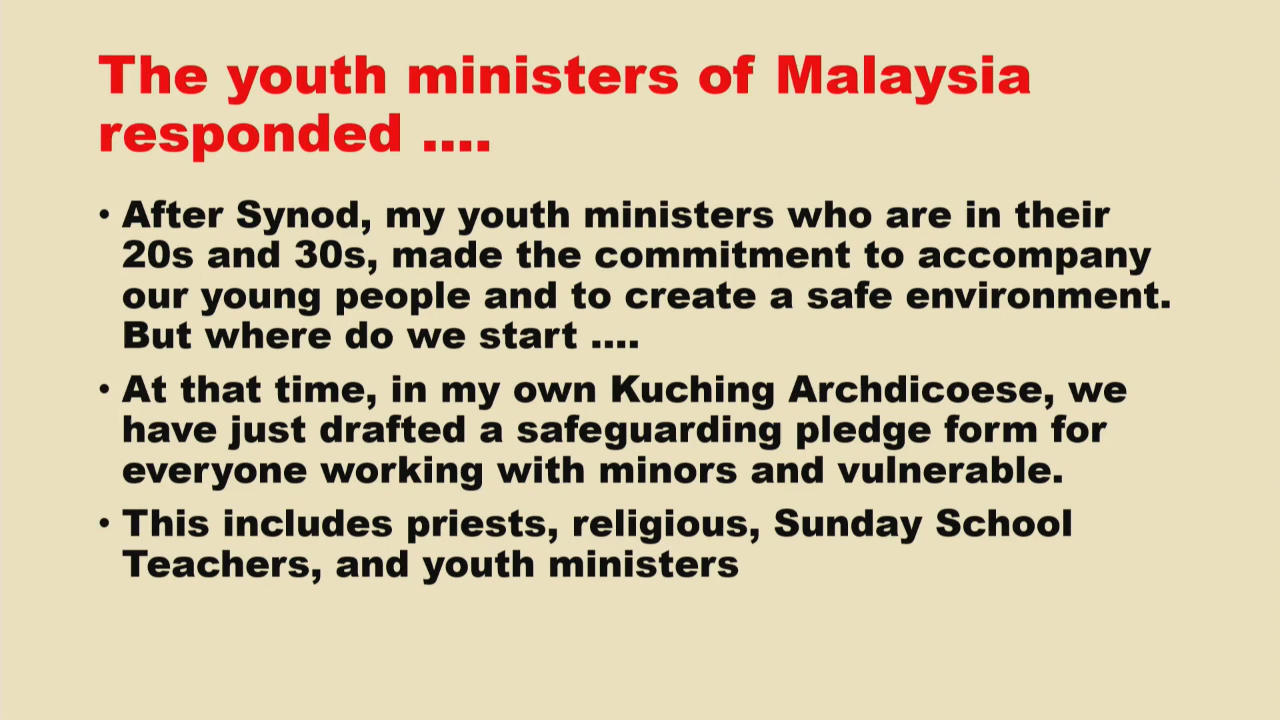 The youth ministers of Malaysia
responded ....
• After Synod, my youth ministers who are in their
20s and 30s, made the commitment to accompany
our young people and to create a safe environment.
But where do we start ....
• At that time, in my own Kuching Archdicoese, we
have just drafted a safeguarding pledge form for
everyone working with minors and vulnerable.
• This includes priests, religious, Sunday School
Teachers, and youth ministers